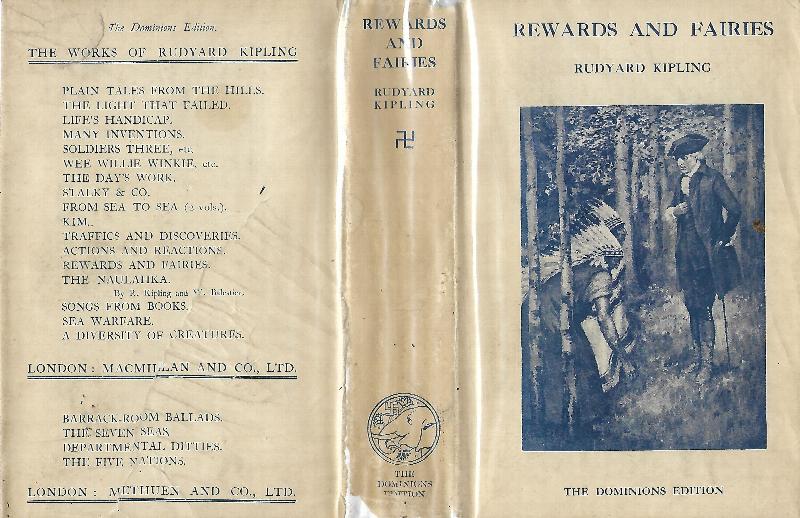 The Dominions Edition.
THE WORKS OF RUDYARD KIPLING
PLAIN TALES FROM THE HILLS.
THE LIGHT THAT FAILED.
LIFE'S HANDICAP.
MANY INVENTIONS.
SOLDIERS THREE, etc.
WEE WILLIE WINKIE, etc.
THE DAY'S WORK.
STALKY & CO.
FROM SEA TO SEA (2 vols.).
KIM.
TRAFFICS AND DISCOVERIES.
ACTIONS AND REACTIONS.
REWARDS AND FAIRIES.
THE NAULAHKA.
By R. Kipling and W. Balestier.
SONGS FROM BOOKS.
SEA WARFARE.
A DIVERSITY OF CREATURES.
LONDON: MACMILLAN AND CO., LTD.
BARRACK-ROOM BALLADS.
THE SEVEN SEAS.
DEPARTMENTAL DITTIES.
THE FIVE NATIONS.
LONDON: METHUEN AND CO., LTD.
REWARDS
AND
FAIRIES
RUDYARD
KIPLING
THE
DOMINIONS
EDITION
REWARDS AND FAIRIES
RUDYARD KIPLING
THE DOMINIONS EDITION